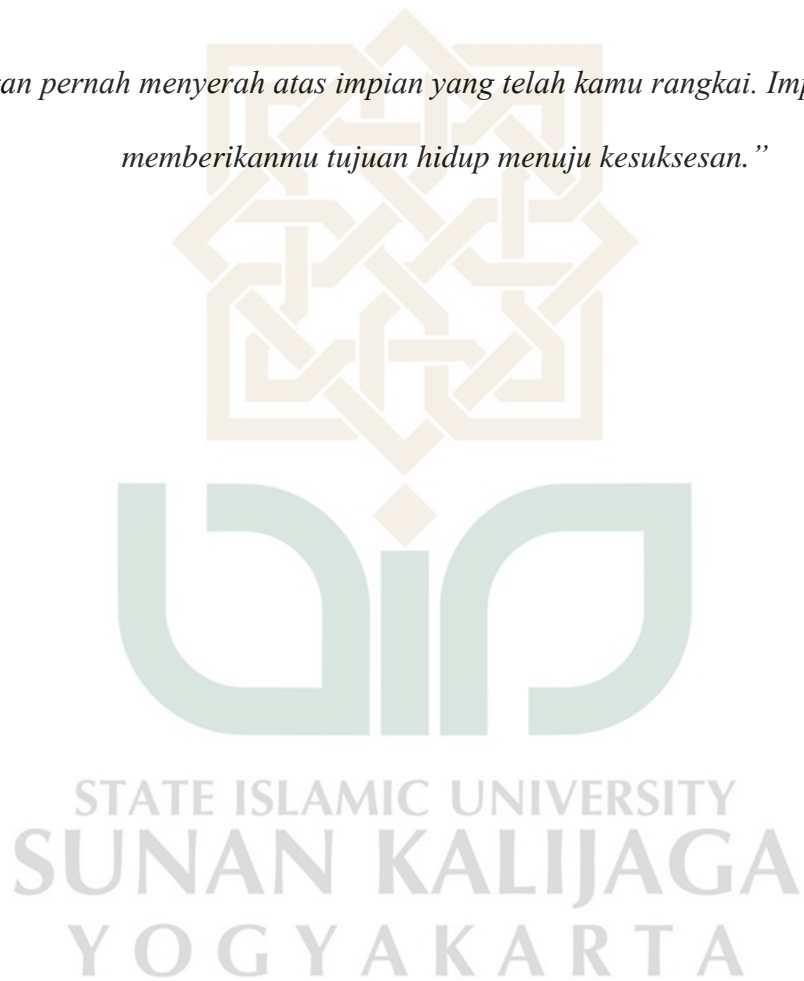 an pernah menyerah atas impian yang telah kamu rangkai. Imp
memberikanmu tujuan hidup menuju kesuksesan.”
uin
STATE ISLAMIC UNIVERSITY
SUNAN KALIJAGA
YOGYAKARTA